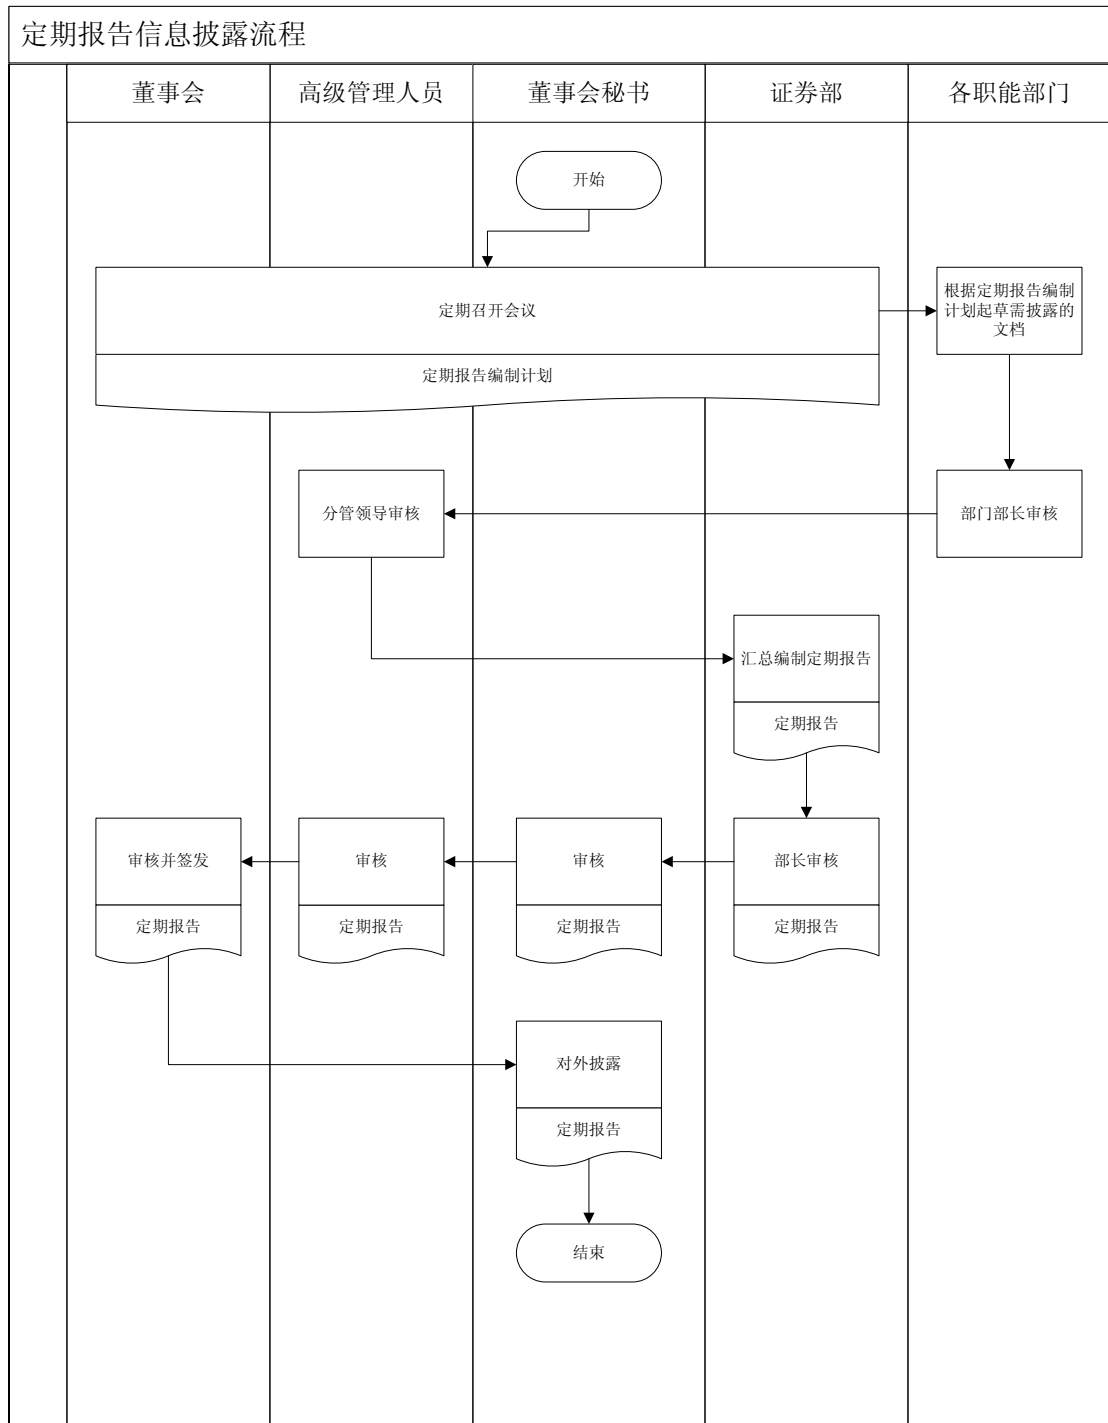 定期报告信息披露流程
董事会
高级管理人员
董事会秘书
证券部
各职能部门
开始
定期召开会议
定期报告编制计划
根据定期报告编制
计划起草需披露的
文档
分管领导审核
部门部长审核
汇总编制定期报告
定期报告
审核并签发
审核
审核
部长审核
定期报告
定期报告
定期报告
定期报告
对外披露
定期报告
结束